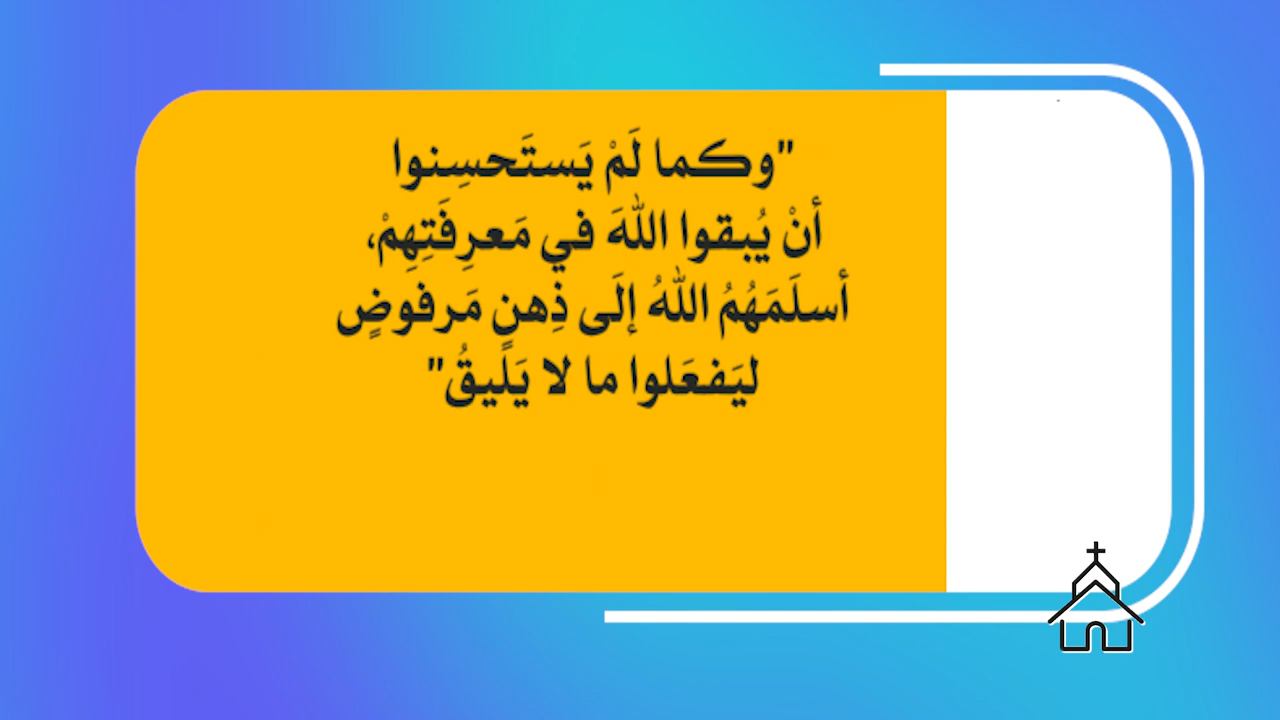 "وكما لَمْ يَستَحسِنوا
أنْ يُبقوا اللهَ في مَعرِفَتِهِمْ،
أسلَمَهُمُ اللهُ إلَى ذِهنٍ مَرفوضٍ
ليَفعَلوا ما لا يَليقُ"